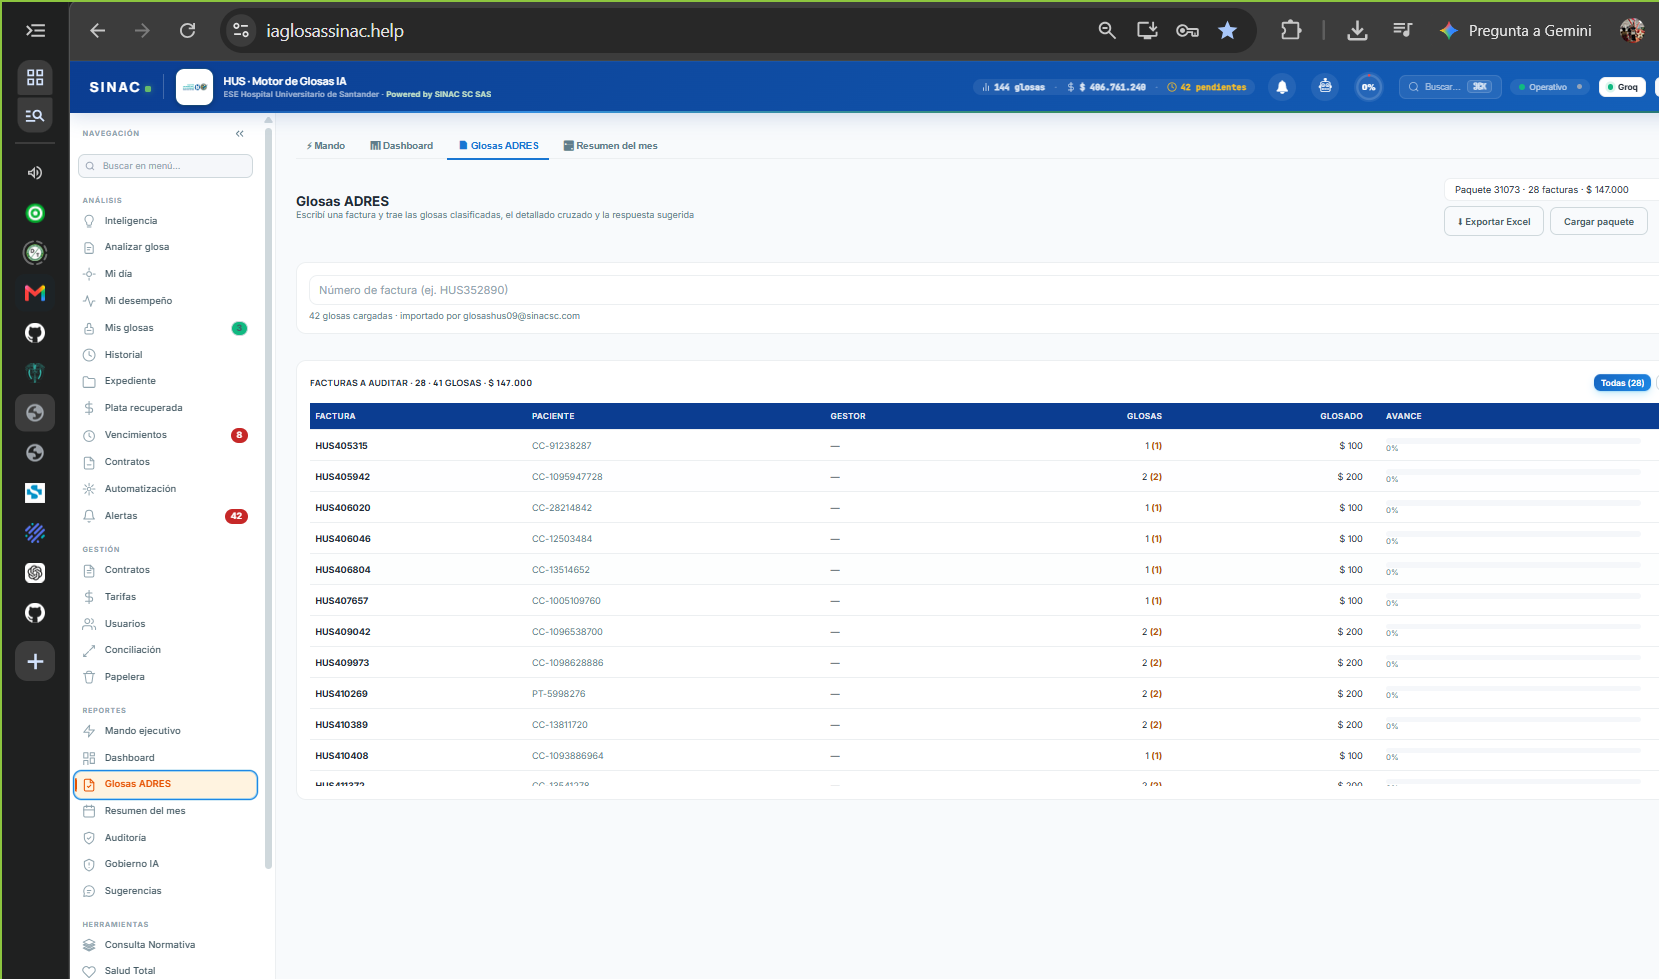 iaglosassinac.help
Pregunta a Gemini
SINAC
HUS · Motor de Glosas IA
ESE Hospital Universitario de Santander · Powered by SINAC SC SAS
144 glosas · $ $ 406.761.240 · 42 pendientes
0%
Buscar...
Operativo
Groq
NAVEGACIÓN
Buscar en menú...
ANÁLISIS
Inteligencia
Analizar glosa
Mi día
Mi desempeño
Mis glosas 3
Historial
Expediente
Plata recuperada
Vencimientos 8
Contratos
Automatización
Alertas 42
GESTIÓN
Contratos
Tarifas
Usuarios
Conciliación
Papelera
REPORTES
Mando ejecutivo
Dashboard
Glosas ADRES
Resumen del mes
Auditoría
Gobierno IA
Sugerencias
HERRAMIENTAS
Consulta Normativa
Salud Total
Mando
Dashboard
Glosas ADRES
Resumen del mes
Glosas ADRES
Escribí una factura y trae las glosas clasificadas, el detallado cruzado y la respuesta sugerida
Paquete 31073 · 28 facturas · $ 147.000
Exportar Excel
Cargar paquete
Número de factura (ej. HUS352890)
42 glosas cargadas · importado por glosashus09@sinacsc.com
FACTURAS A AUDITAR · 28 · 41 GLOSAS · $ 147.000
Todas (28)
FACTURA PACIENTE GESTOR GLOSAS GLOSADO AVANCE
HUS405315 CC-91238287 — 1 (1) $ 100 0%
HUS405942 CC-1095947728 — 2 (2) $ 200 0%
HUS406020 CC-28214842 — 1 (1) $ 100 0%
HUS406046 CC-12503484 — 1 (1) $ 100 0%
HUS406804 CC-13514652 — 1 (1) $ 100 0%
HUS407657 CC-1005109760 — 1 (1) $ 100 0%
HUS409042 CC-1096538700 — 2 (2) $ 200 0%
HUS409973 CC-1098628886 — 2 (2) $ 200 0%
HUS410269 PT-5998276 — 2 (2) $ 200 0%
HUS410389 CC-13811720 — 2 (2) $ 200 0%
HUS410408 CC-1093886964 — 1 (1) $ 100 0%
HUS411372 CC-13541278 — 2 (2) $ 200